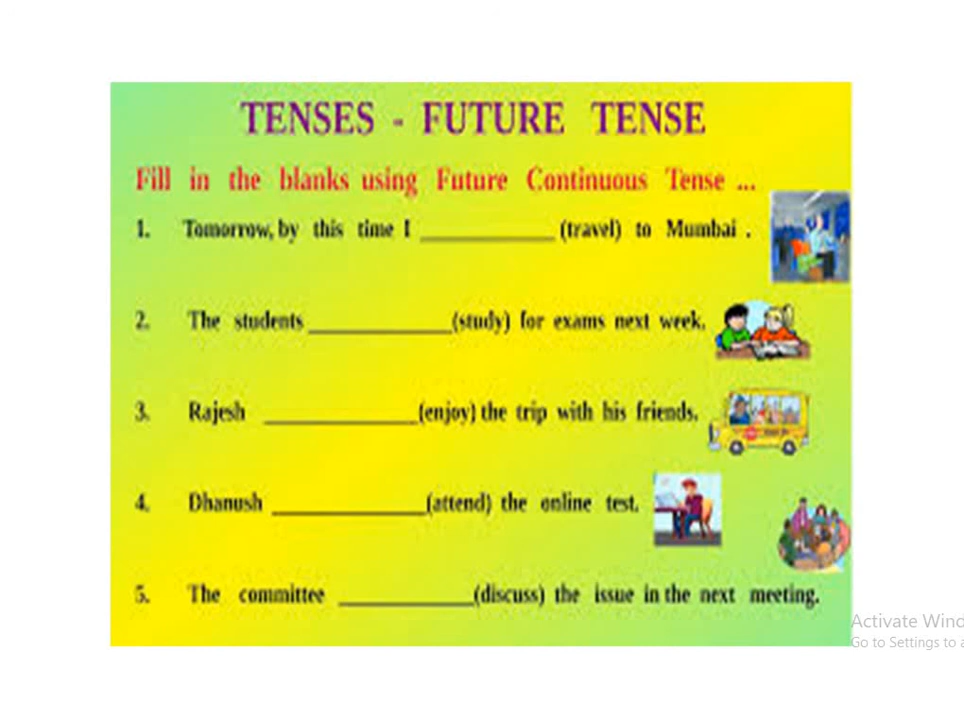 TENSES - FUTURE TENSE
Fill in the blanks using Future Continuous Tense ...
1. Tomorrow, by this time I ____________ (travel) to Mumbai .
2. The students ____________ (study) for exams next week.
3. Rajesh ____________ (enjoy) the trip with his friends.
4. Dhanush ____________ (attend) the online test.
5. The committee ____________ (discuss) the issue in the next meeting.
Activate Wind
Go to Settings to a